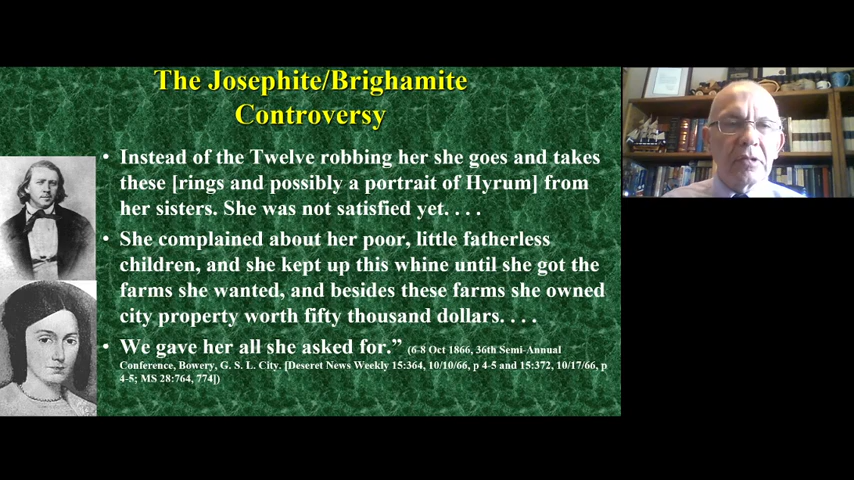 The Josephite/Brighamite
Controversy
• Instead of the Twelve robbing her she goes and takes
these [rings and possibly a portrait of Hyrum] from
her sisters. She was not satisfied yet. . . .
• She complained about her poor, little fatherless
children, and she kept up this whine until she got the
farms she wanted, and besides these farms she owned
city property worth fifty thousand dollars. . . .
• We gave her all she asked for.” (6-8 Oct 1866, 36th Semi-Annual
Conference, Bowery, G. S. L. City. [Deseret News Weekly 15:364, 10/10/66, p 4-5 and 15:372, 10/17/66, p
4-5; MS 28:764, 774])